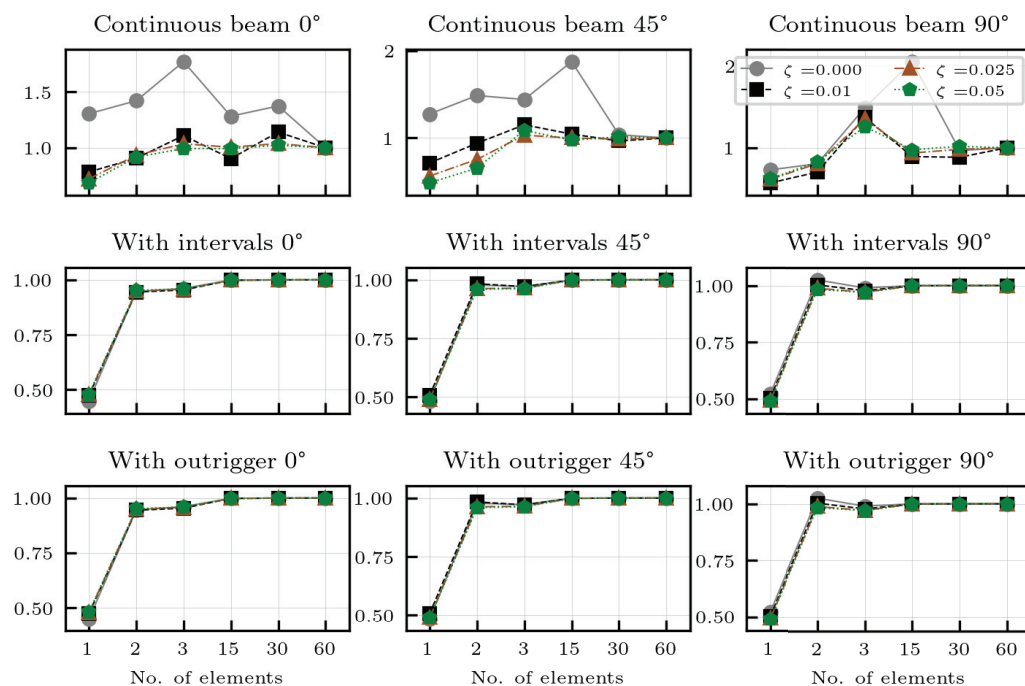 Continuous beam 0°
Continuous beam 45°
Continuous beam 90°
1.5
1.0
2
1
2
1
ζ =0.000
ζ =0.025
ζ =0.01
ζ =0.05
With intervals 0°
With intervals 45°
With intervals 90°
1.00
0.75
0.50
1.00
0.75
0.50
1.00
0.75
0.50
With outrigger 0°
With outrigger 45°
With outrigger 90°
1.00
0.75
0.50
1.00
0.75
0.50
1.00
0.75
0.50
1 2 3 15 30 60
1 2 3 15 30 60
1 2 3 15 30 60
No. of elements
No. of elements
No. of elements